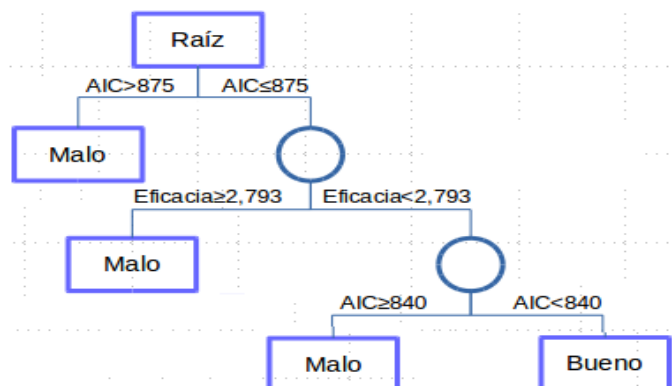 Raíz
AIC>875
AIC≤875
Malo
Eficacia≥2,793
Eficacia<2,793
Malo
AIC≥840
AIC<840
Malo
Bueno